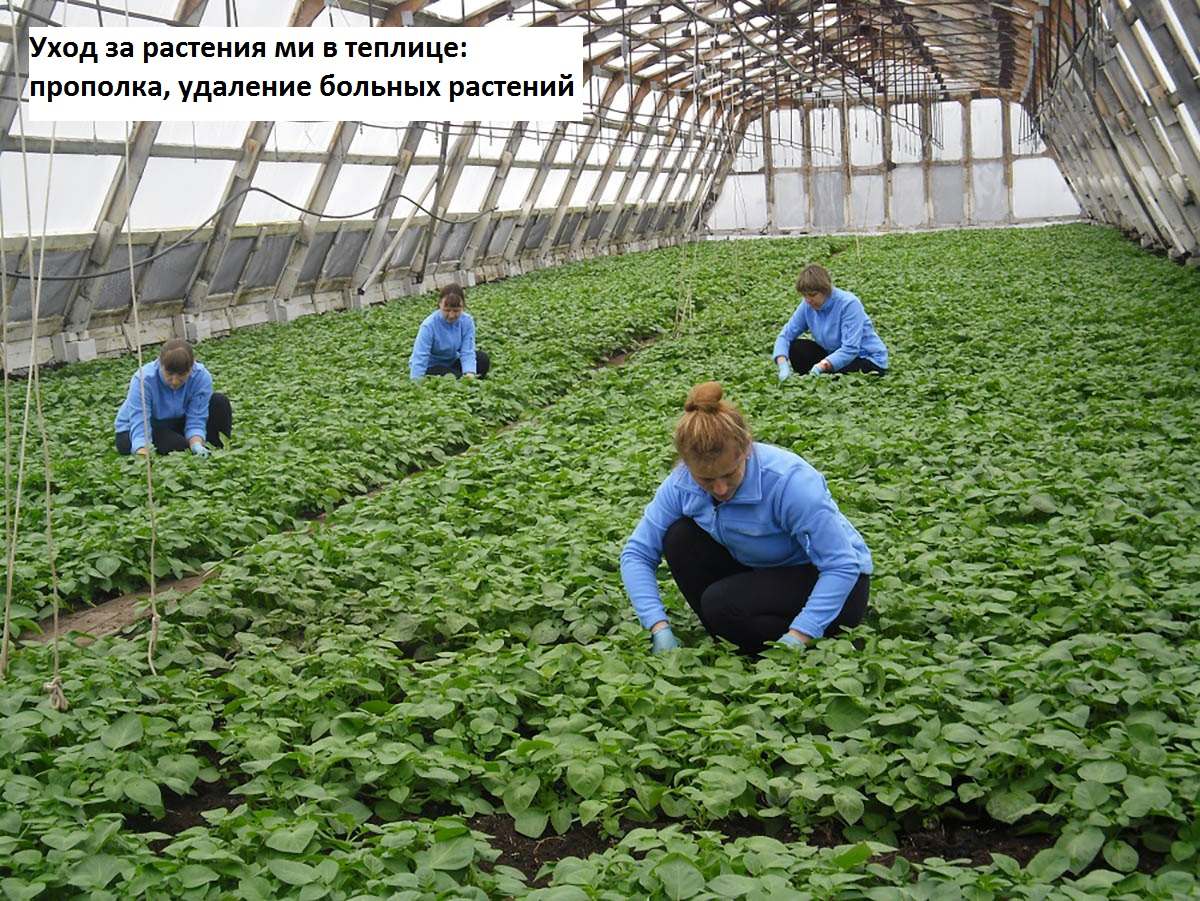 Уход за растения ми в теплице:
прополка, удаление больных растений